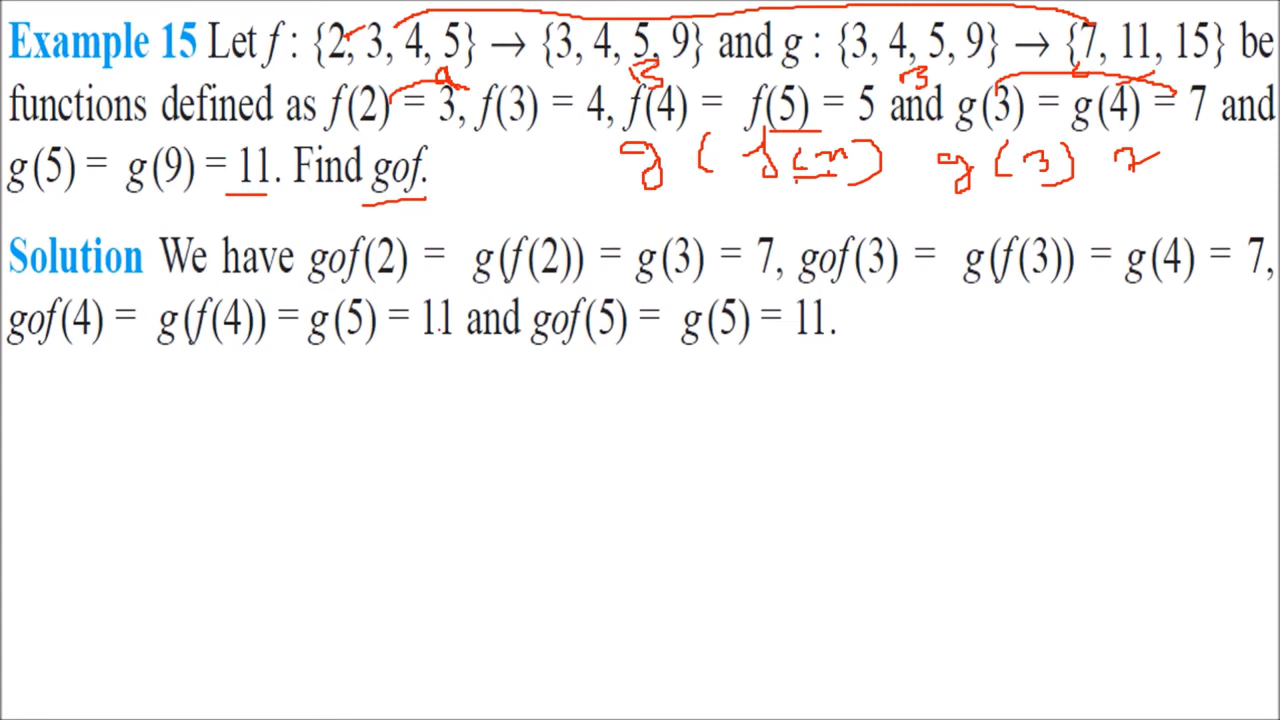 Example 15 Let f : {2, 3, 4, 5} → {3, 4, 5, 9} and g : {3, 4, 5, 9} → {7, 11, 15} be
functions defined as f(2) = 3, f(3) = 4, f(4) = f(5) = 5 and g(3) = g(4) = 7 and
g(5) = g(9) = 11. Find gof.
g(f(x)) g(3) 7
Solution We have gof(2) = g(f(2)) = g(3) = 7, gof(3) = g(f(3)) = g(4) = 7,
gof(4) = g(f(4)) = g(5) = 11 and gof(5) = g(5) = 11.